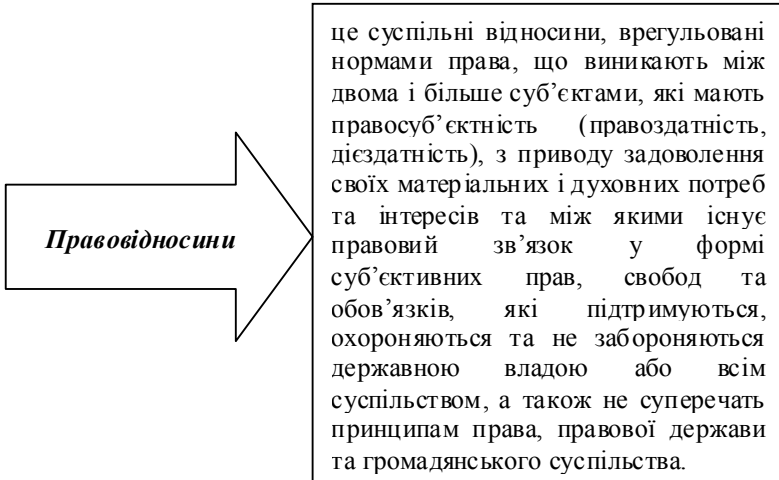 Правовідносини
це суспільні відносини, врегульовані
нормами права, що виникають між
двома і більше суб’єктами, які мають
правосуб’єктність (правоздатність,
дієздатність), з приводу задоволення
своїх матеріальних і духовних потреб
та інтересів та між якими існує
правовий зв’язок у формі
суб’єктивних прав, свобод та
обов’язків, які підтримуються,
охороняються та не забороняються
державною владою або всім
суспільством, а також не суперечать
принципам права, правової держави
та громадянського суспільства.